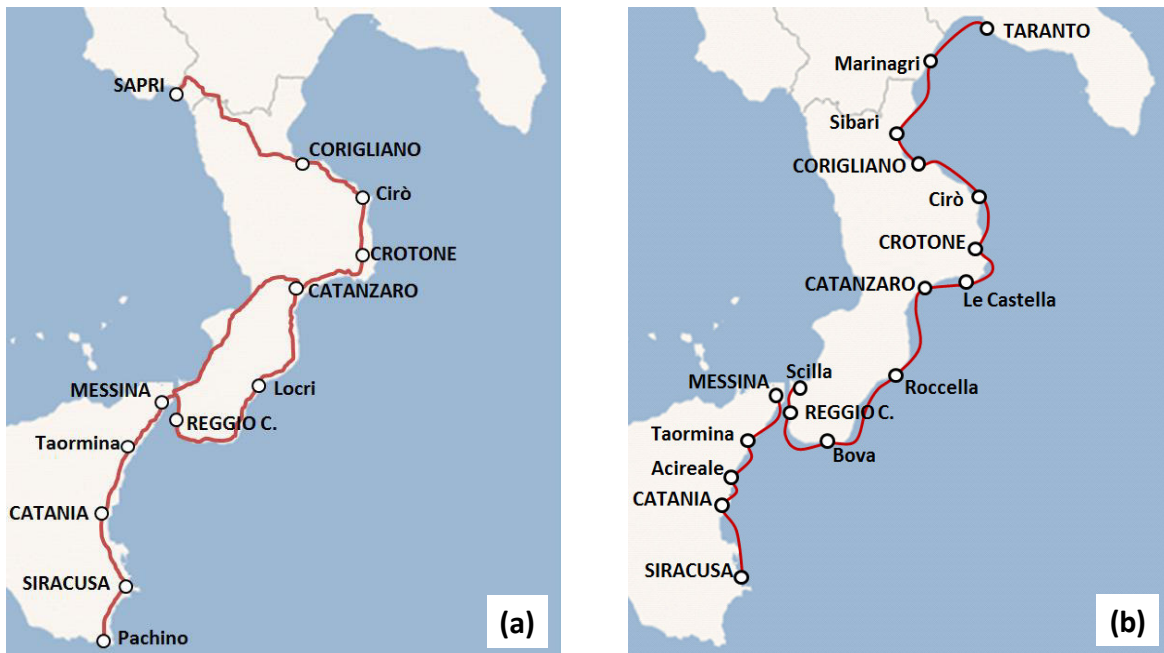 SAPRI
CORIGLIANO
Cirò
CROTONE
CATANZARO
MESSINA
Locri
REGGIO C.
Taormina
CATANIA
SIRACUSA
Pachino
(a)
TARANTO
Marinagri
Sibari
CORIGLIANO
Cirò
CROTONE
CATANZARO
Le Castella
Scilla
MESSINA
Roccella
REGGIO C.
Taormina
Bova
Acireale
CATANIA
SIRACUSA
(b)